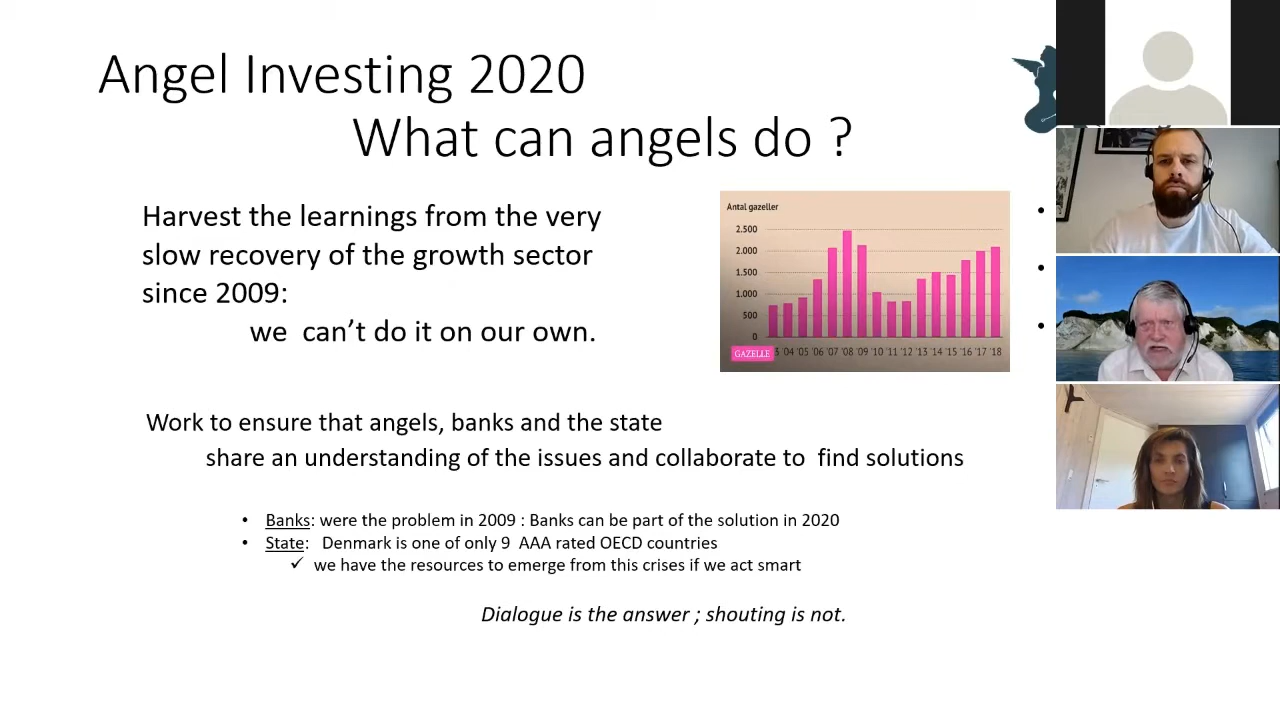 Angel Investing 2020
What can angels do ?
Harvest the learnings from the very
slow recovery of the growth sector
since 2009:
we can’t do it on our own.
Antal gazeller
2.500
2.000
1.500
1.000
500
0
GAZELLE 3 '04 '05 '06 '07 '08 '09 '10 '11 '12 '13 '14 '15 '16 '17 '18
Work to ensure that angels, banks and the state
share an understanding of the issues and collaborate to find solutions
• Banks: were the problem in 2009 : Banks can be part of the solution in 2020
• State: Denmark is one of only 9 AAA rated OECD countries
✓ we have the resources to emerge from this crises if we act smart
Dialogue is the answer ; shouting is not.